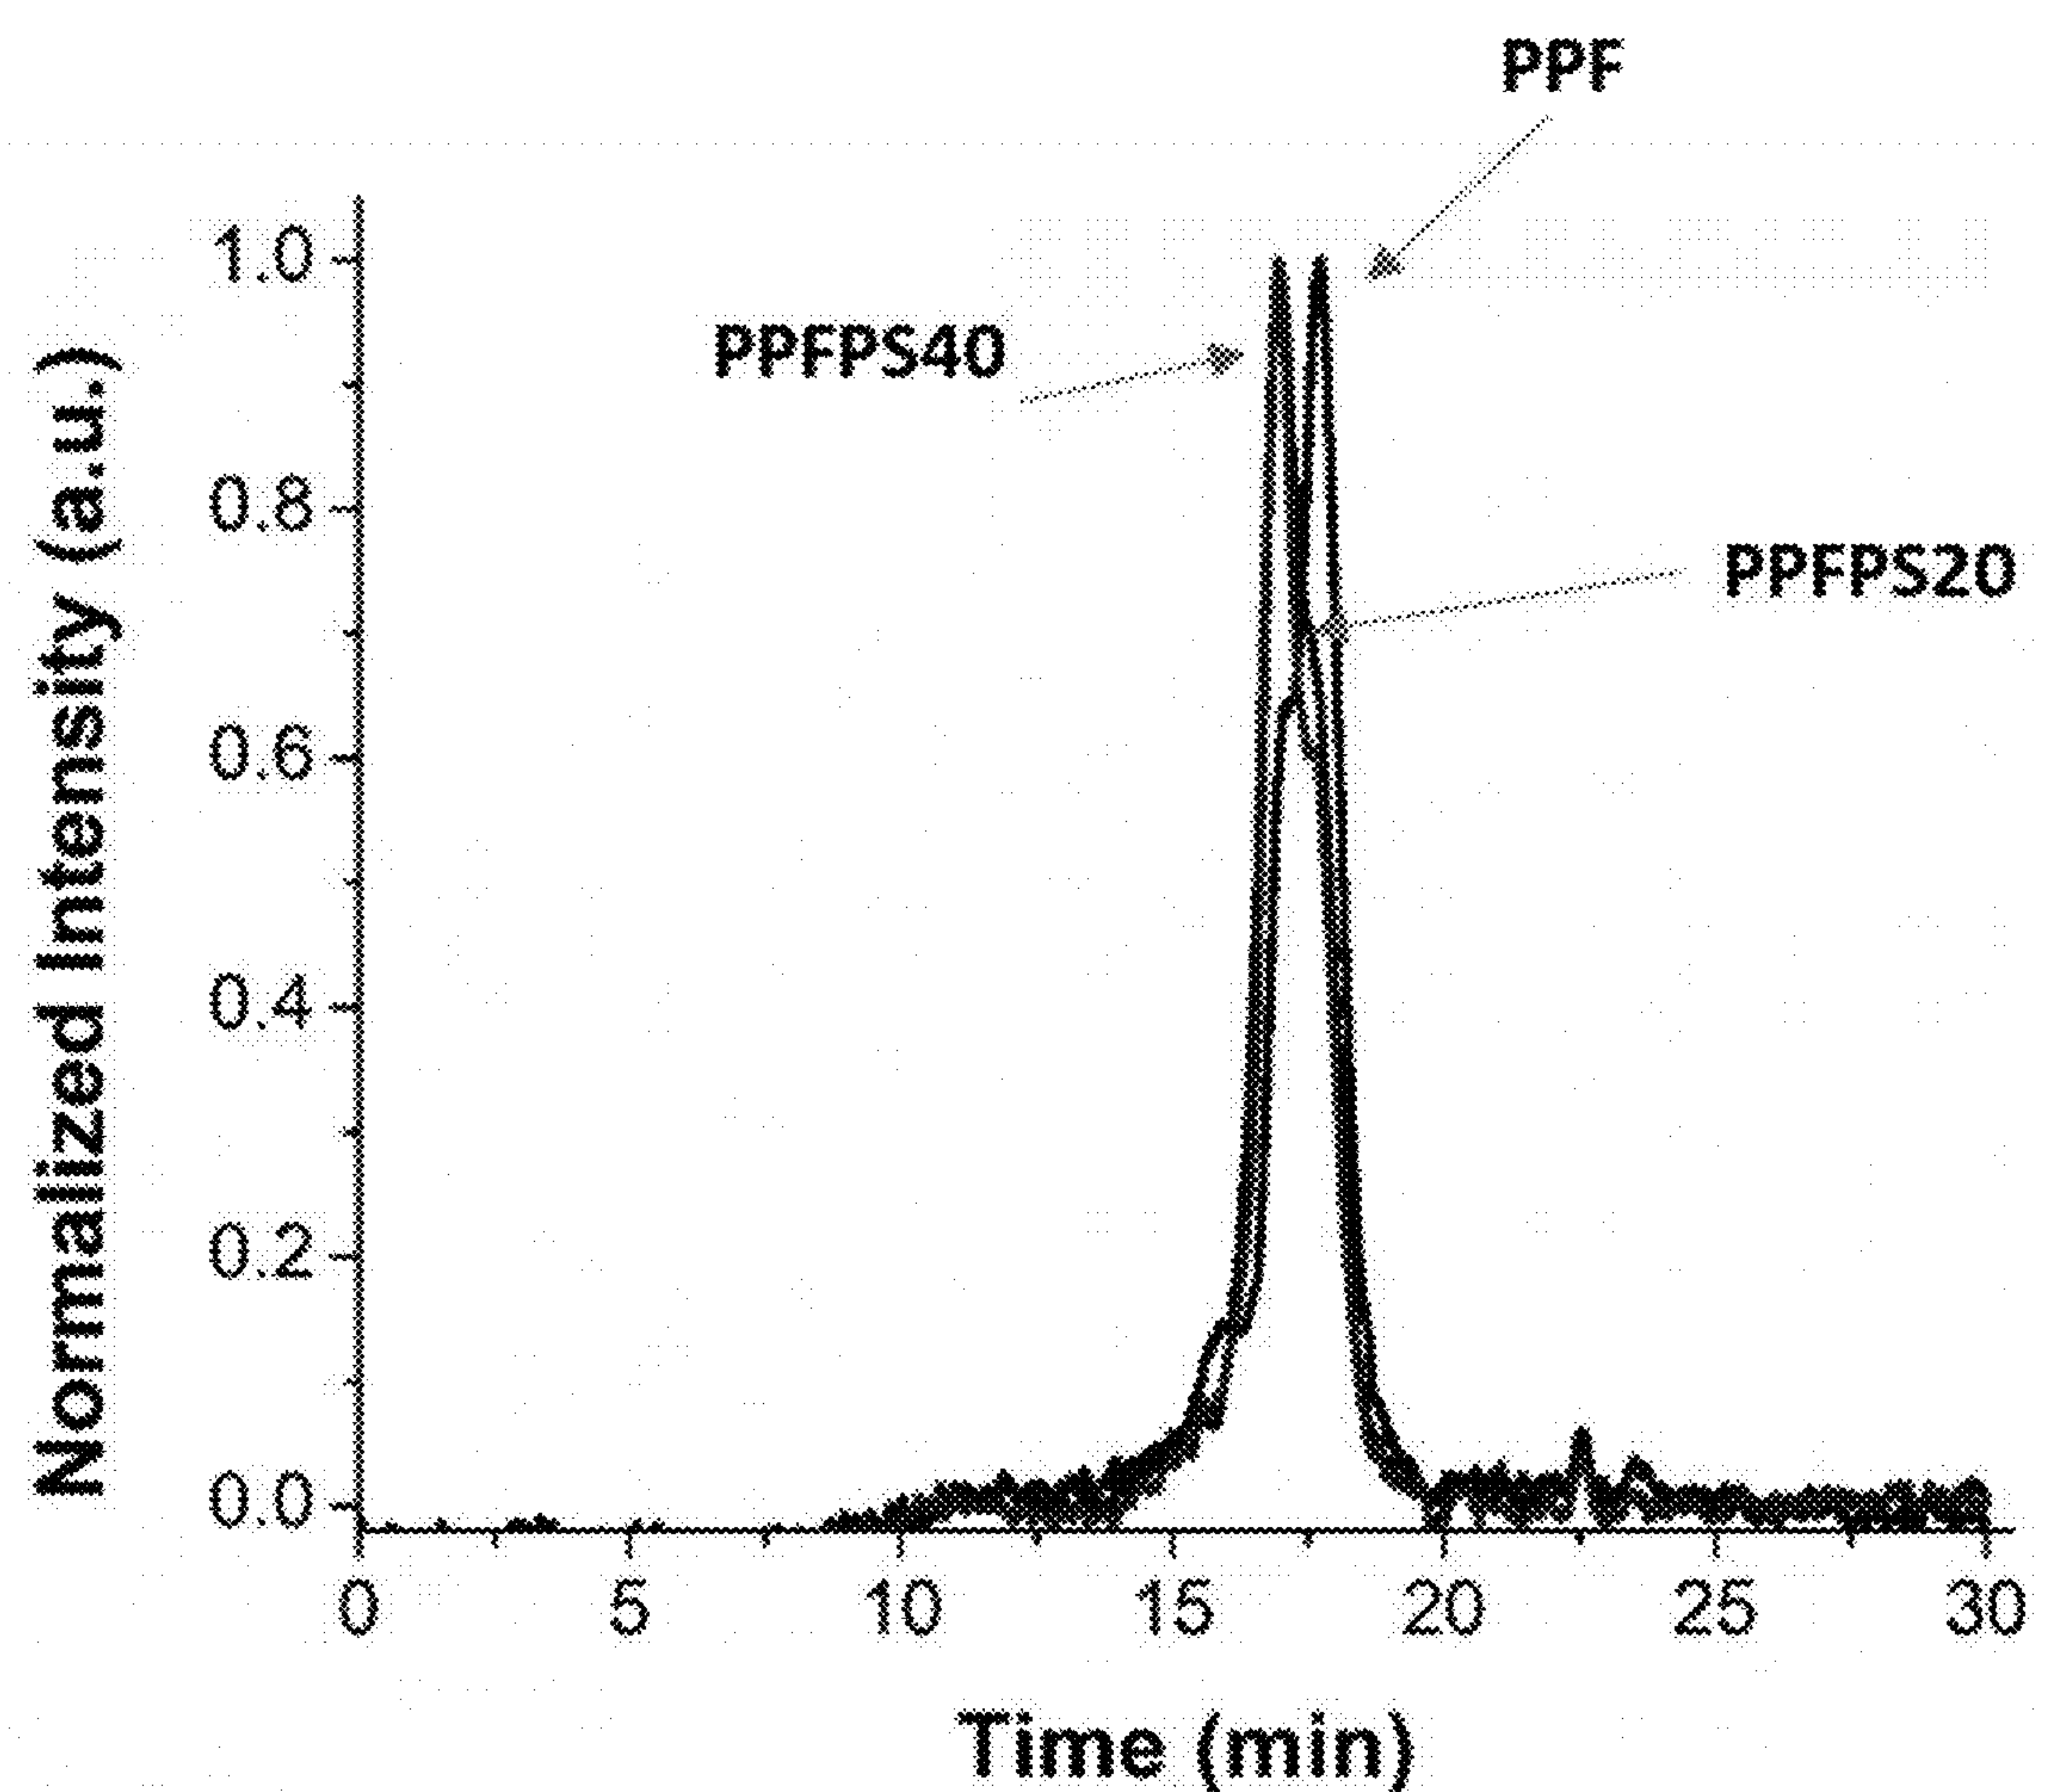 PPF
PPFPS40
PPFPS20
Normalized Intensity (a.u.)
1.0
0.8
0.6
0.4
0.2
0.0
0 5 10 15 20 25 30
Time (min)